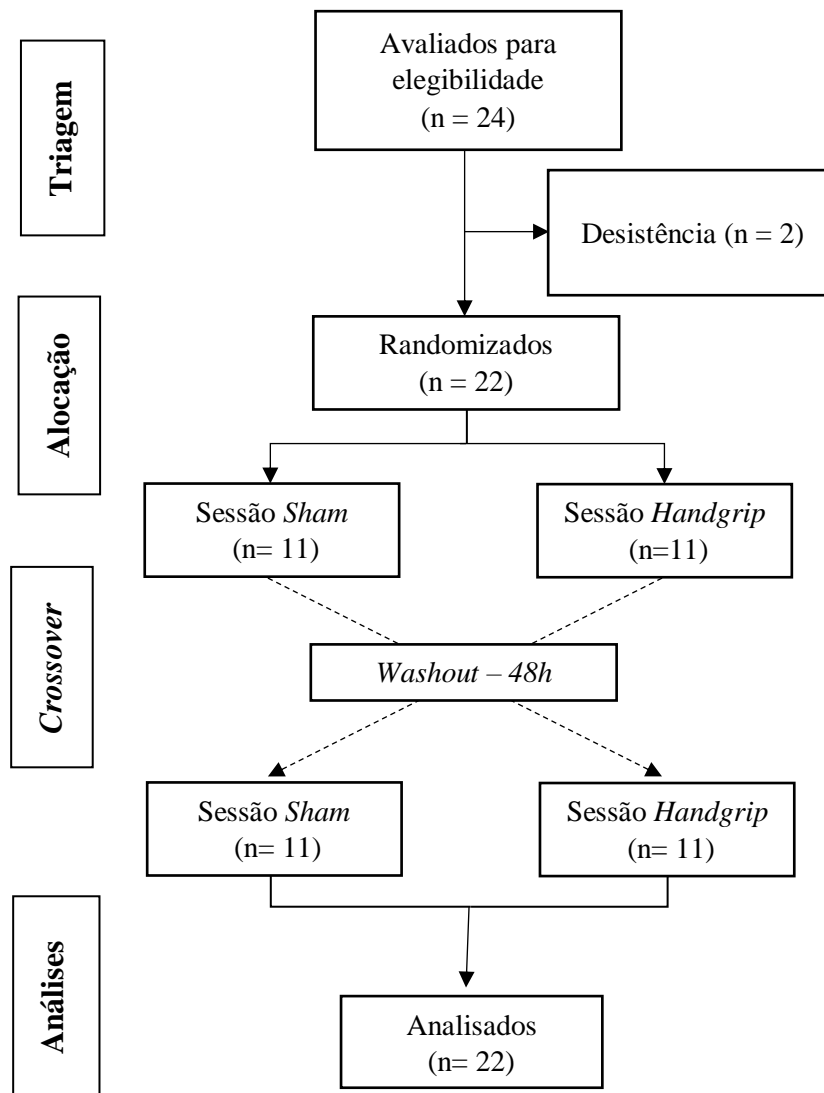 Triagem
Avaliados para
elegibilidade
(n = 24)
Desistência (n = 2)
Alocação
Randomizados
(n = 22)
Sessão Sham
(n= 11)
Sessão Handgrip
(n=11)
Crossover
Washout – 48h
Sessão Sham
(n= 11)
Sessão Handgrip
(n= 11)
Análises
Analisados
(n= 22)